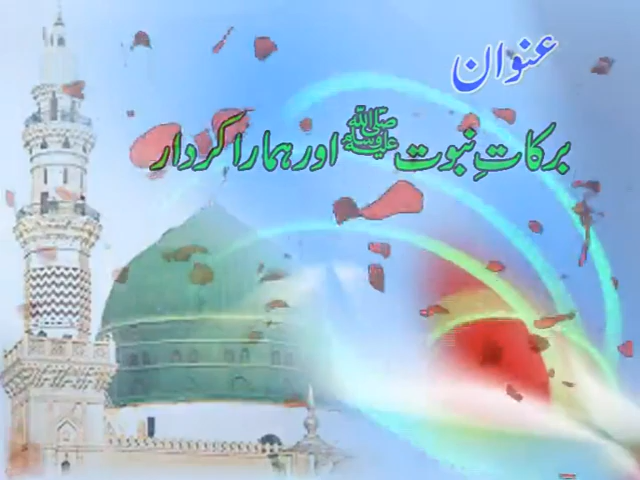 عنوان
برکاتِ نبوت ﷺ اور ہمارا کردار